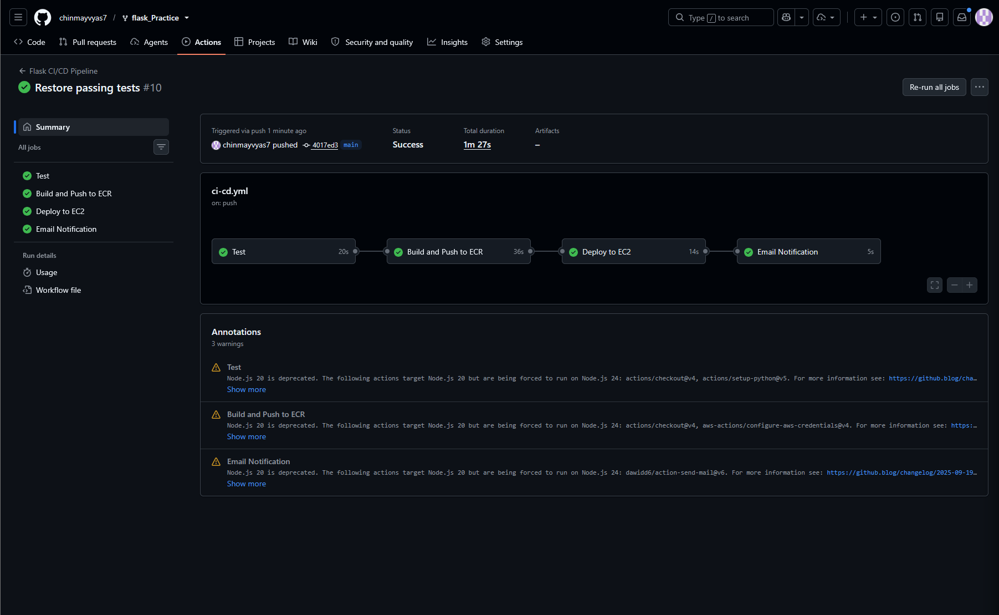 chinmayvyas7 / flask_Practice
Type / to search
Code Pull requests Agents Actions Projects Wiki Security and quality Insights Settings
Flask CI/CD Pipeline
Restore passing tests #10
Re-run all jobs
Summary
All jobs
Test
Build and Push to ECR
Deploy to EC2
Email Notification
Run details
Usage
Workflow file
Triggered via push 1 minute ago
chinmayvyas7 pushed 4017ed3 main
Status
Success
Total duration
1m 27s
Artifacts
–
ci-cd.yml
on: push
Test 20s
Build and Push to ECR 36s
Deploy to EC2 14s
Email Notification 5s
Annotations
3 warnings
Test
Node.js 20 is deprecated. The following actions target Node.js 20 but are being forced to run on Node.js 24: actions/checkout@v4, actions/setup-python@v5. For more information see: https://github.blog/cha…
Show more
Build and Push to ECR
Node.js 20 is deprecated. The following actions target Node.js 20 but are being forced to run on Node.js 24: actions/checkout@v4, aws-actions/configure-aws-credentials@v4. For more information see: https:…
Show more
Email Notification
Node.js 20 is deprecated. The following actions target Node.js 20 but are being forced to run on Node.js 24: dawidd6/action-send-mail@v6. For more information see: https://github.blog/changelog/2025-09-19…
Show more